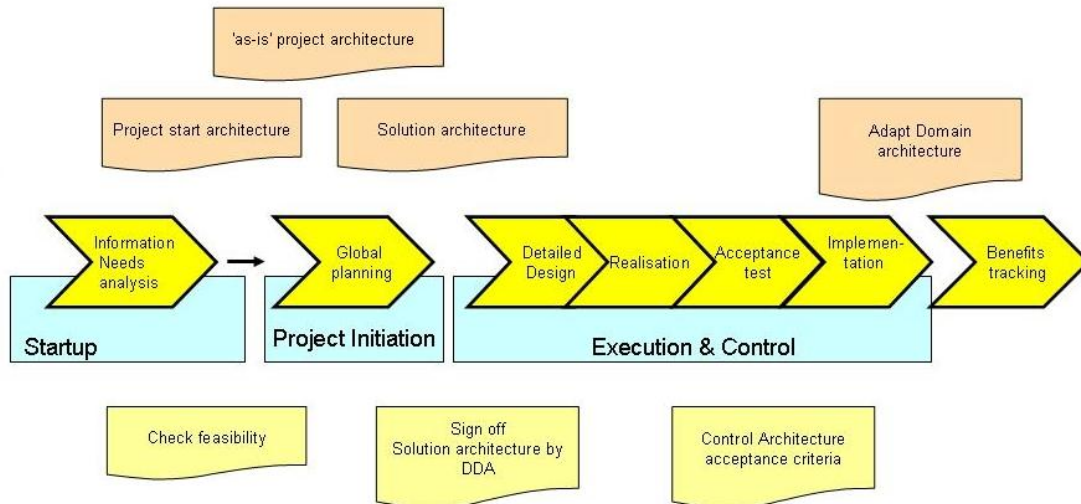 'as-is' project architecture
Project start architecture
Solution architecture
Adapt Domain
architecture
Information
Needs
analysis
Global
planning
Detailed
Design
Realisation
Acceptance
test
Implemen-
tation
Benefits
tracking
Startup
Project Initiation
Execution & Control
Check feasibility
Sign off
Solution architecture by
DDA
Control Architecture
acceptance criteria